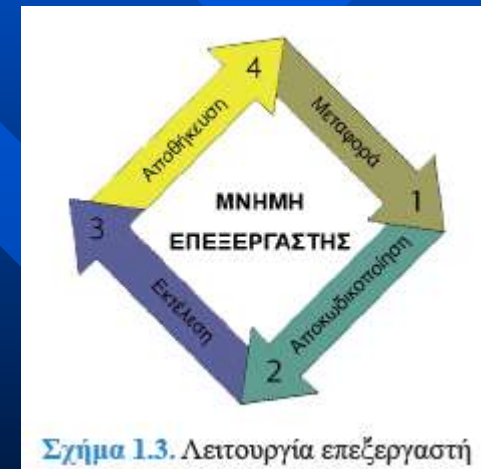 4
Μεταφορά
1
Αποκωδικοποίηση
2
Εκτέλεση
3
Αποθήκευση
ΜΝΗΜΗ
ΕΠΕΞΕΡΓΑΣΤΗΣ
Σχήμα 1.3. Λειτουργία επεξεργαστή